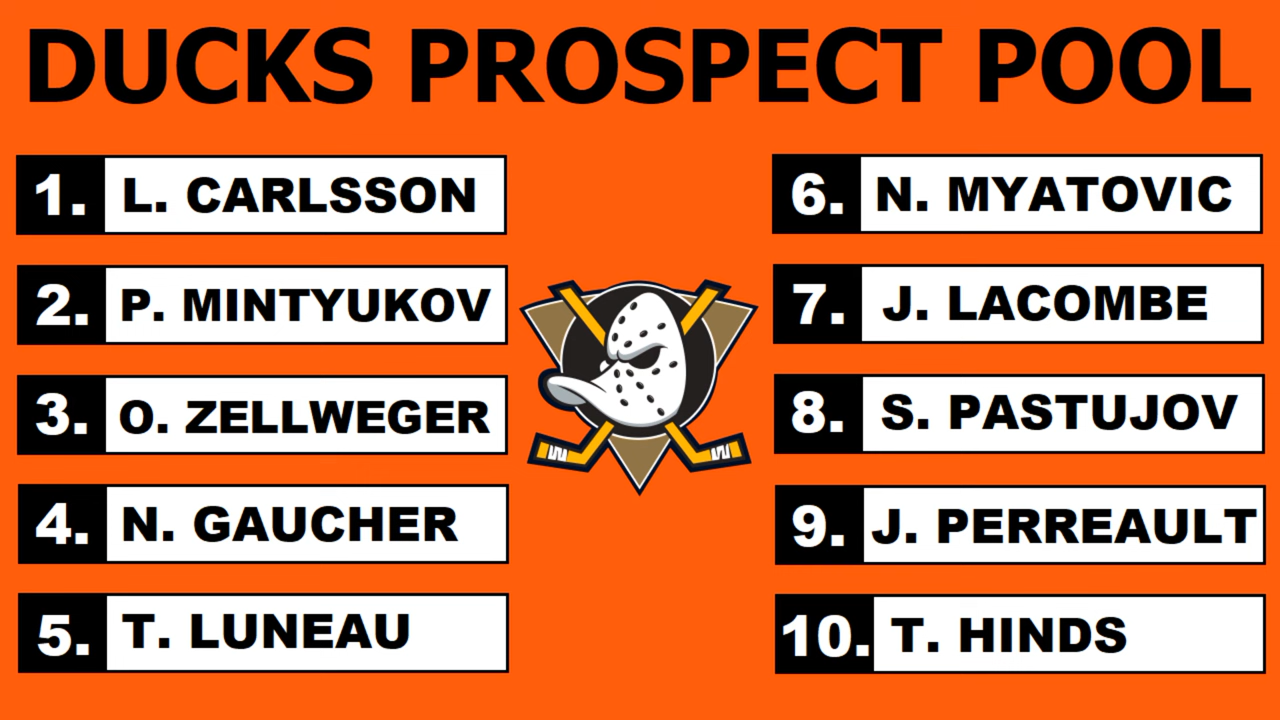 DUCKS PROSPECT POOL
1. L. CARLSSON
2. P. MINTYUKOV
3. O. ZELLWEGER
4. N. GAUCHER
5. T. LUNEAU
6. N. MYATOVIC
7. J. LACOMBE
8. S. PASTUJOV
9. J. PERREAULT
10. T. HINDS